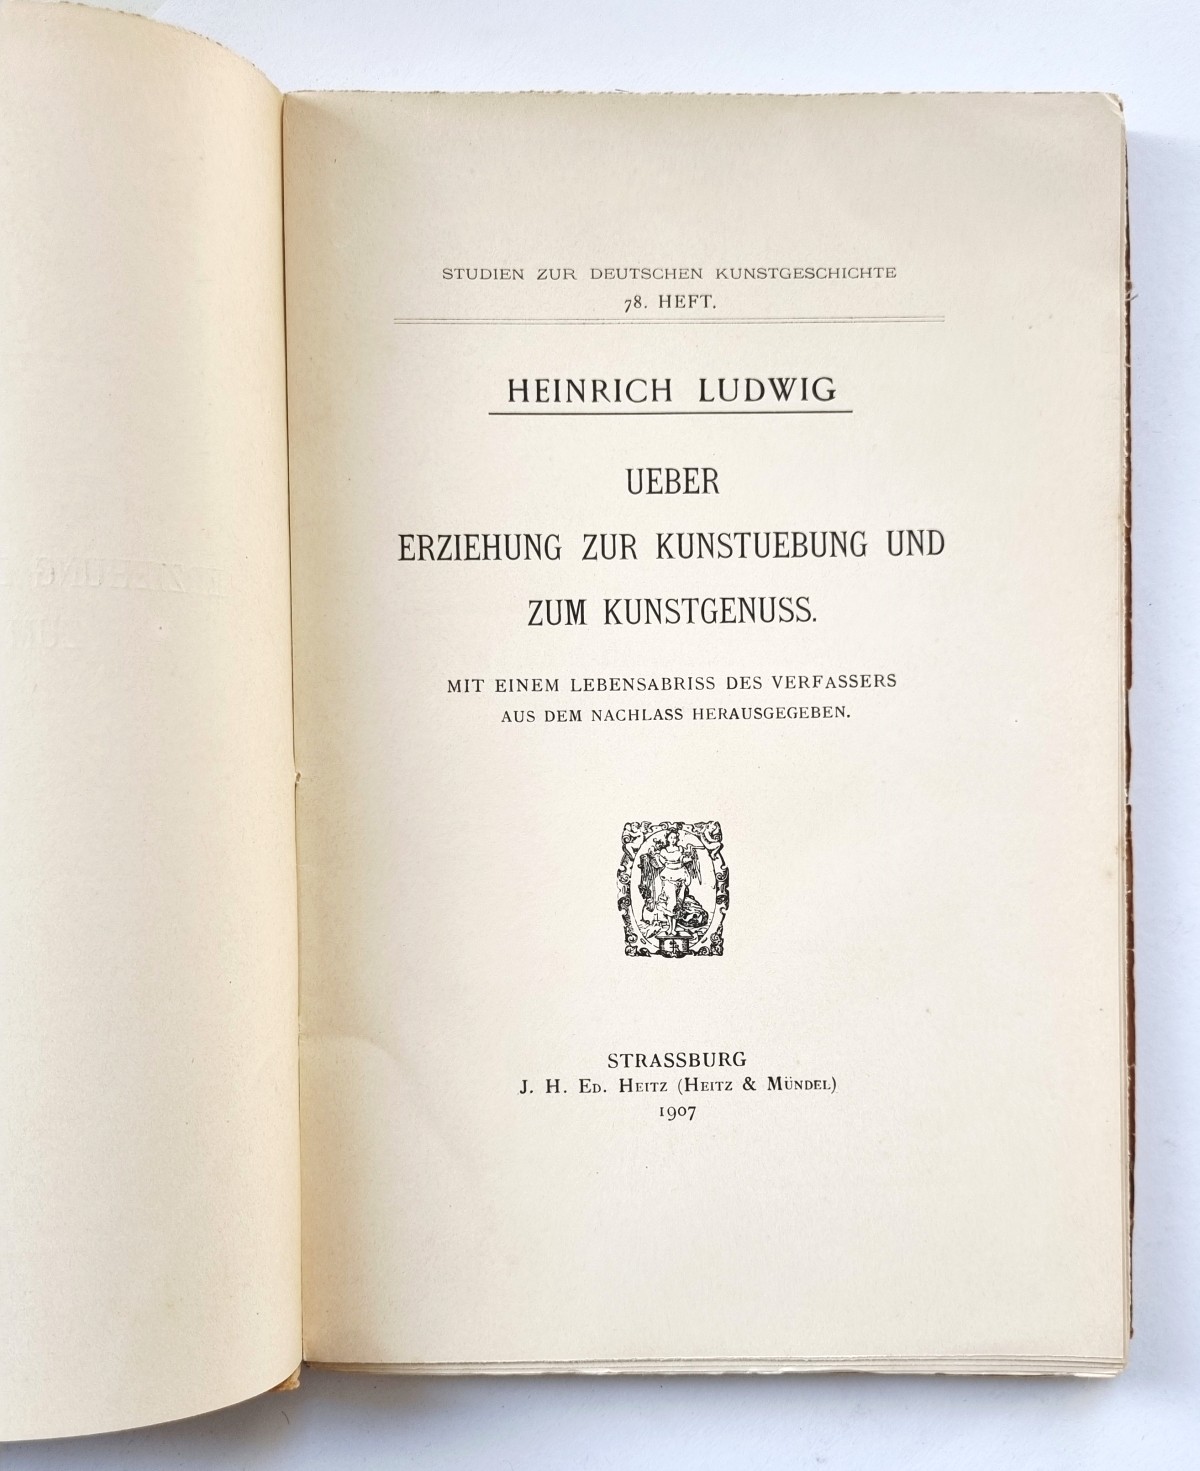 STUDIEN ZUR DEUTSCHEN KUNSTGESCHICHTE
78. HEFT.
HEINRICH LUDWIG
UEBER
ERZIEHUNG ZUR KUNSTUEBUNG UND
ZUM KUNSTGENUSS.
MIT EINEM LEBENSABRISS DES VERFASSERS
AUS DEM NACHLASS HERAUSGEGEBEN.
STRASSBURG
J. H. ED. HEITZ (HEITZ & MÜNDEL)
1907